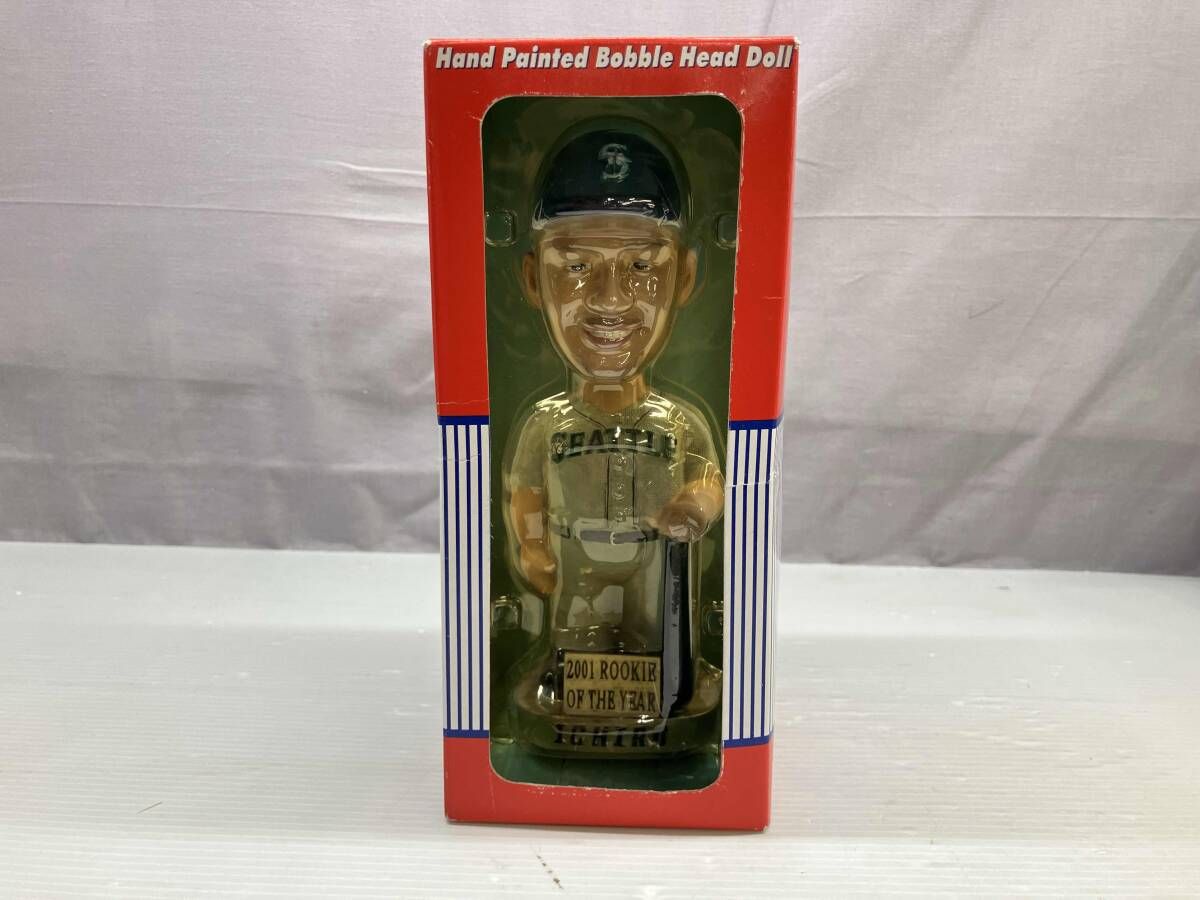 Hand Painted Bobble Head Doll
S
SEATTLE
2001 ROOKIE
OF THE YEAR
ICHIRO